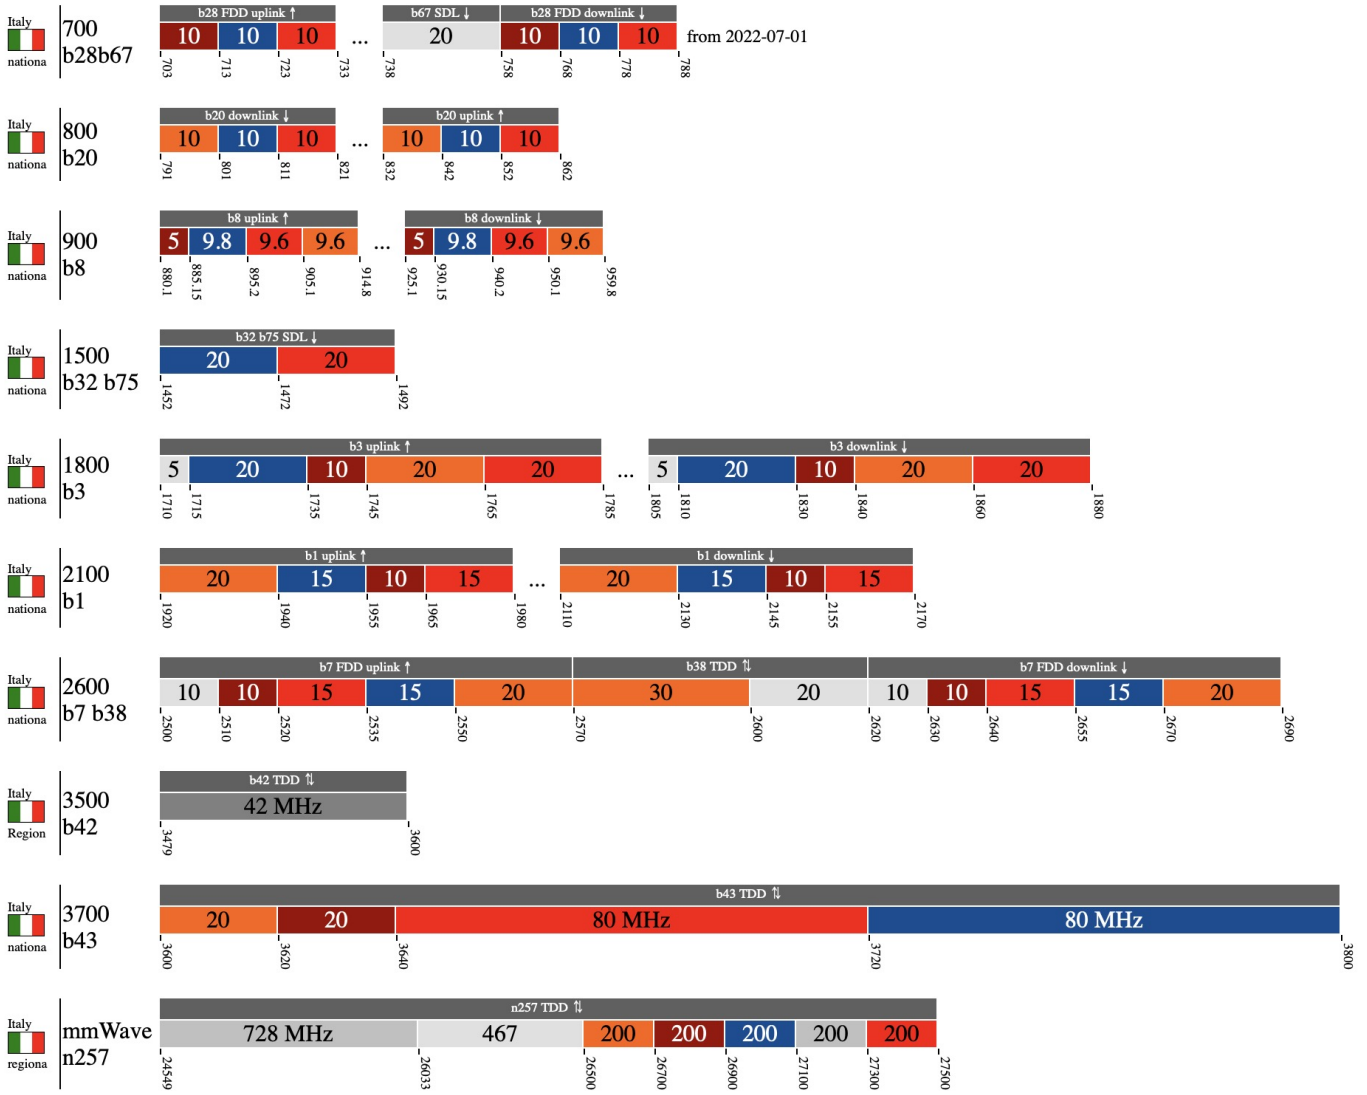 Italy
nationa
700
b28b67
b28 FDD uplink ↑ b67 SDL ↓ b28 FDD downlink ↓
10 10 10 ... 20 10 10 10 from 2022-07-01
703 713 723 733 738 758 768 778 788
Italy
nationa
800
b20
b20 downlink ↓ b20 uplink ↑
10 10 10 ... 10 10 10
791 801 811 821 832 842 852 862
Italy
nationa
900
b8
b8 uplink ↑ b8 downlink ↓
5 9.8 9.6 9.6 ... 5 9.8 9.6 9.6
880.1 885.15 895.2 905.1 914.8 925.1 930.15 940.2 950.1 959.8
Italy
nationa
1500
b32 b75
b32 b75 SDL ↓
20 20
1452 1472 1492
Italy
nationa
1800
b3
b3 uplink ↑ b3 downlink ↓
5 20 10 20 20 ... 5 20 10 20 20
1710 1715 1735 1745 1765 1785 1805 1810 1830 1840 1860 1880
Italy
nationa
2100
b1
b1 uplink ↑ b1 downlink ↓
20 15 10 15 ... 20 15 10 15
1920 1940 1955 1965 1980 2110 2130 2145 2155 2170
Italy
nationa
2600
b7 b38
b7 FDD uplink ↑ b38 TDD ⇅ b7 FDD downlink ↓
10 10 15 15 20 30 20 10 10 15 15 20
2500 2510 2520 2535 2550 2570 2600 2620 2630 2640 2655 2670 2690
Italy
Region
3500
b42
b42 TDD ⇅
42 MHz
3479 3600
Italy
nationa
3700
b43
b43 TDD ⇅
20 20 80 MHz 80 MHz
3600 3620 3640 3720 3800
Italy
regiona
mmWave
n257
n257 TDD ⇅
728 MHz 467 200 200 200 200 200
24549 26033 26500 26700 26900 27100 27300 27500